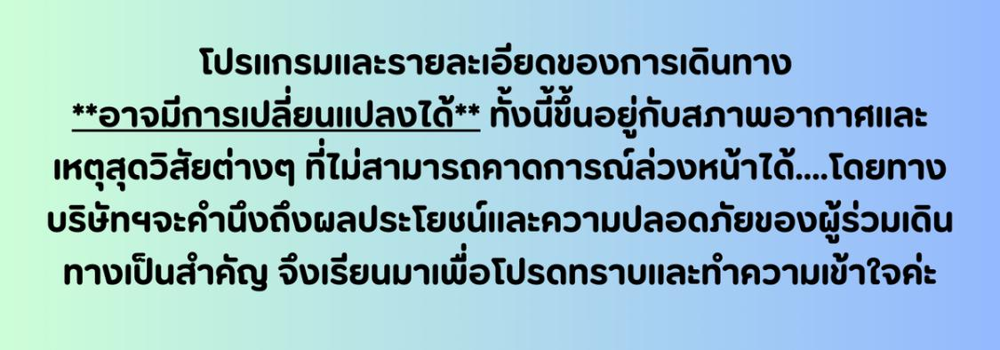 โปรแกรมและรายละเอียดของการเดินทาง
**อาจมีการเปลี่ยนแปลงได้** ทั้งนี้ขึ้นอยู่กับสภาพอากาศและ
เหตุสุดวิสัยต่างๆ ที่ไม่สามารถคาดการณ์ล่วงหน้าได้....โดยทาง
บริษัทฯจะคำนึงถึงผลประโยชน์และความปลอดภัยของผู้ร่วมเดิน
ทางเป็นสำคัญ จึงเรียนมาเพื่อโปรดทราบและทำความเข้าใจค่ะ